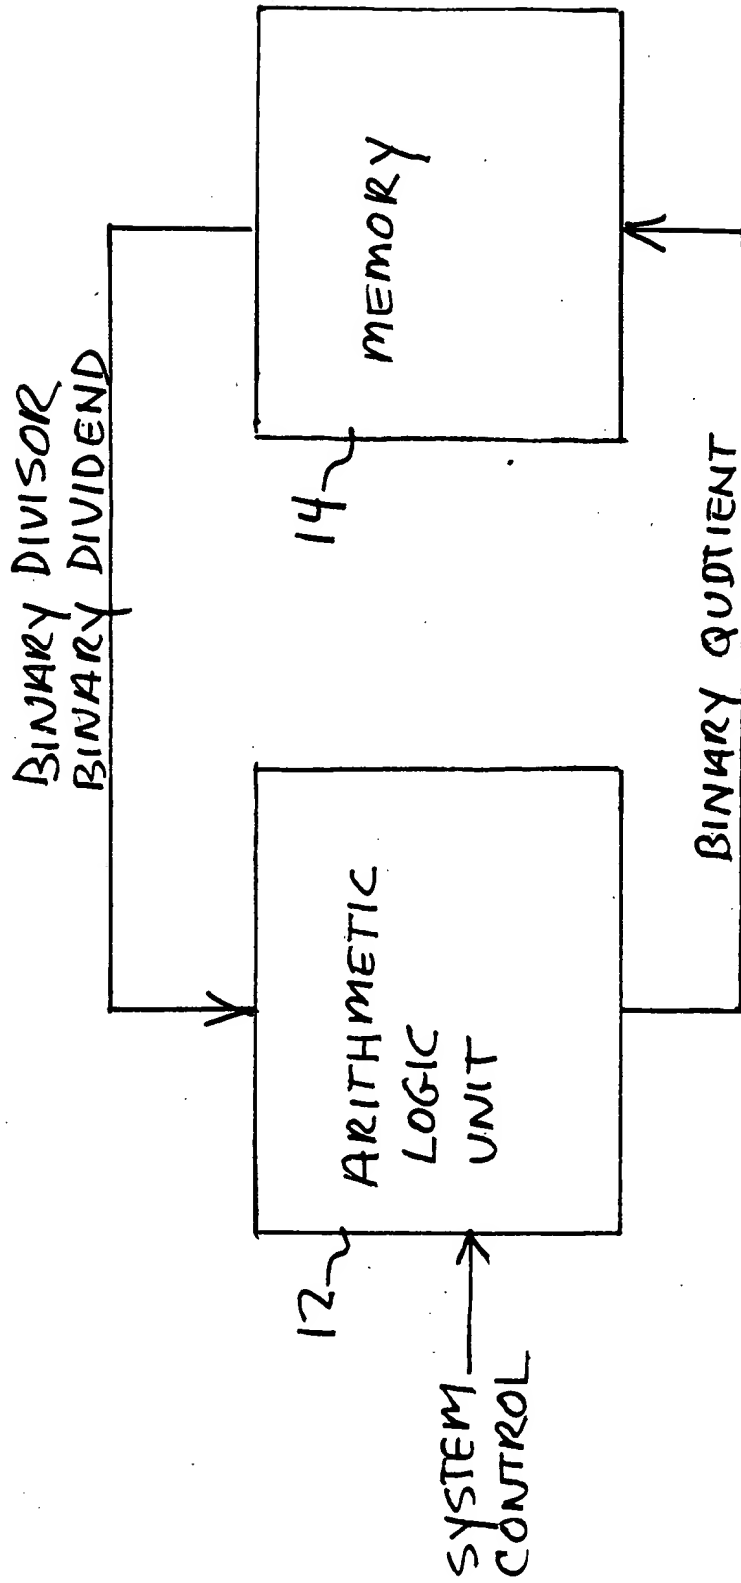 BINARY DIVISOR
BINARY DIVIDEND
12
ARITHMETIC
LOGIC
UNIT
14
MEMORY
SYSTEM
CONTROL
BINARY QUOTIENT